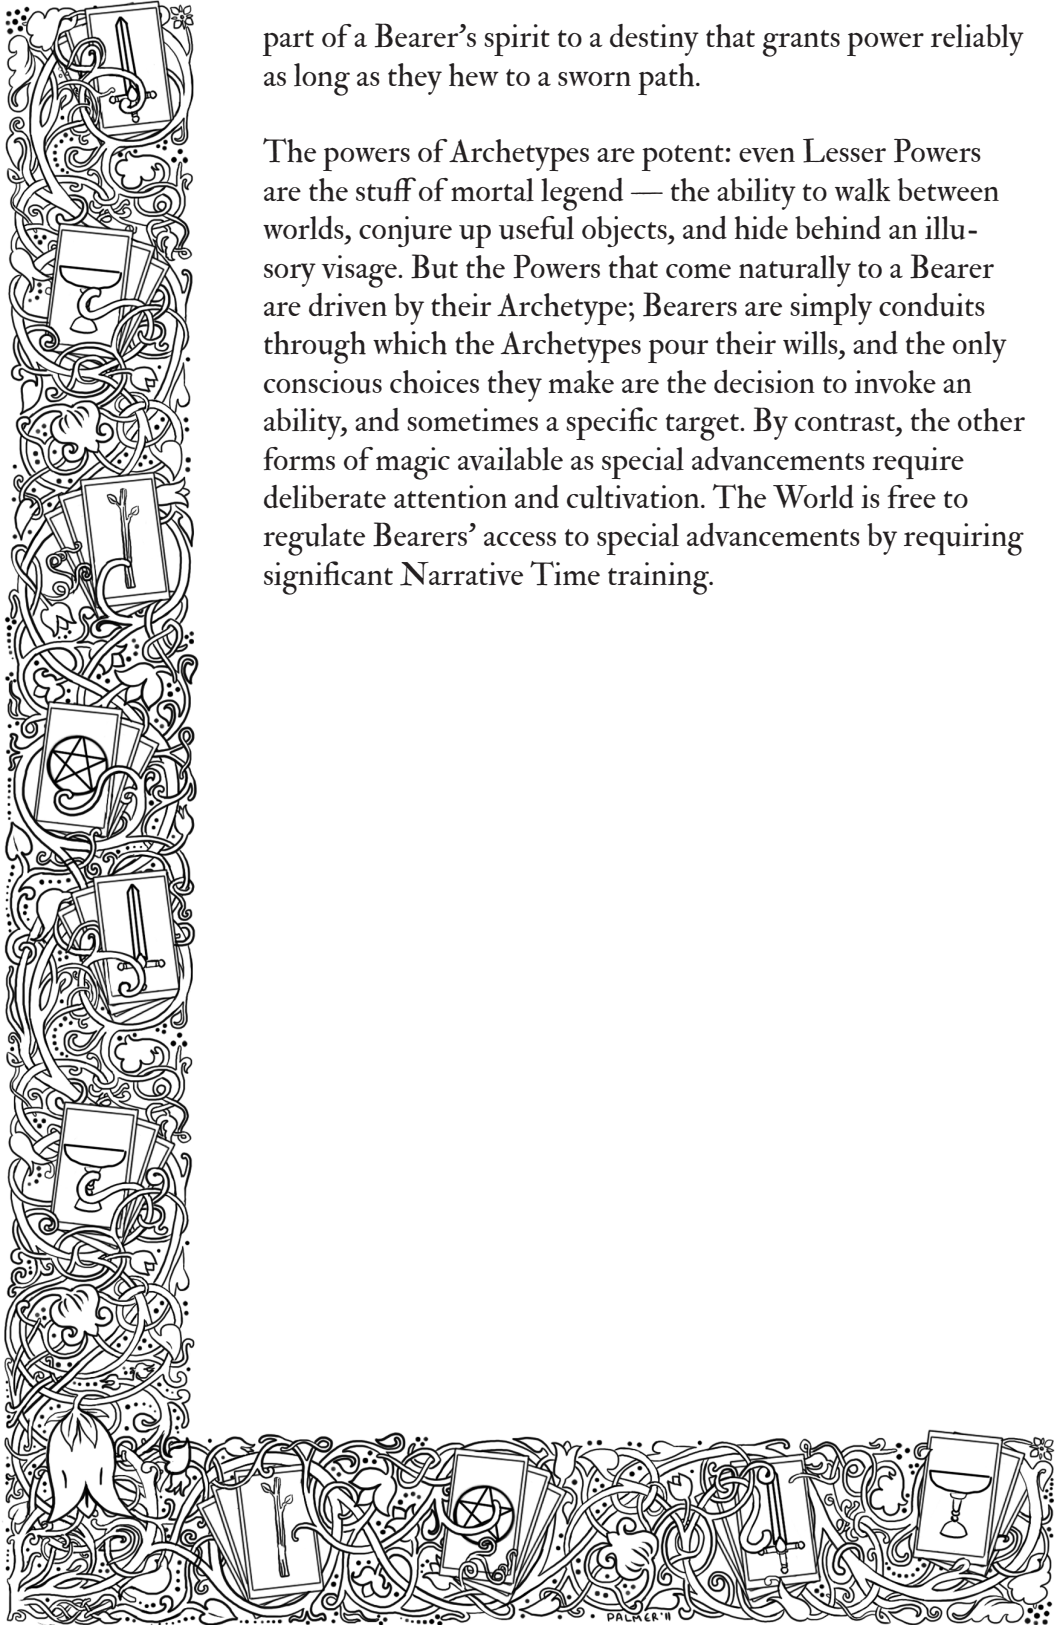 part of a Bearer’s spirit to a destiny that grants power reliably
as long as they hew to a sworn path.
The powers of Archetypes are potent: even Lesser Powers
are the stuff of mortal legend — the ability to walk between
worlds, conjure up useful objects, and hide behind an illu-
sory visage. But the Powers that come naturally to a Bearer
are driven by their Archetype; Bearers are simply conduits
through which the Archetypes pour their wills, and the only
conscious choices they make are the decision to invoke an
ability, and sometimes a specific target. By contrast, the other
forms of magic available as special advancements require
deliberate attention and cultivation. The World is free to
regulate Bearers’ access to special advancements by requiring
significant Narrative Time training.
PALMER '11